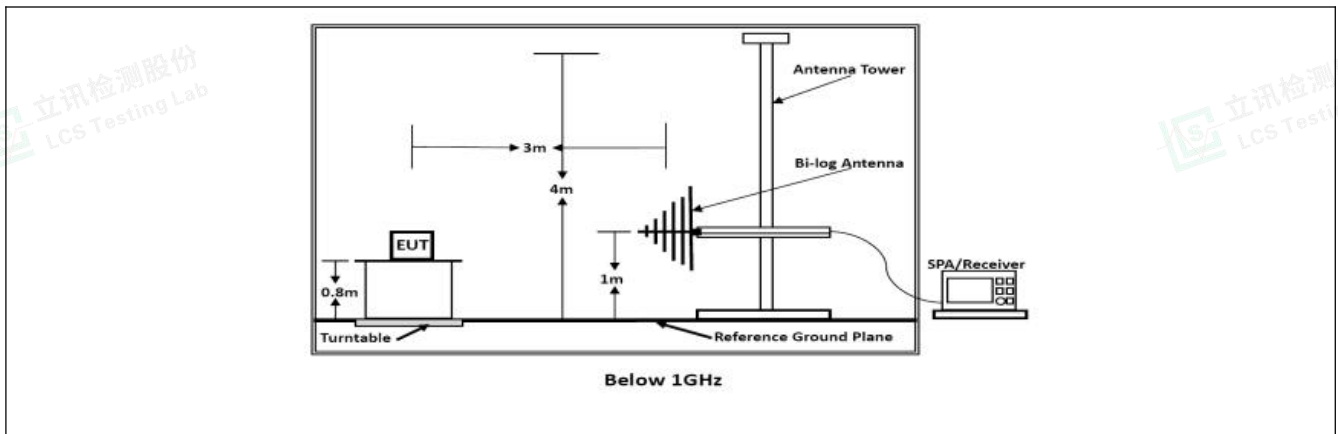 立讯检测股份
LCS Testing Lab
立讯检测
LCS Testi
Antenna Tower
3m
Bi-log Antenna
4m
EUT
SPA/Receiver
1m
0.8m
Turntable
Reference Ground Plane
Below 1GHz